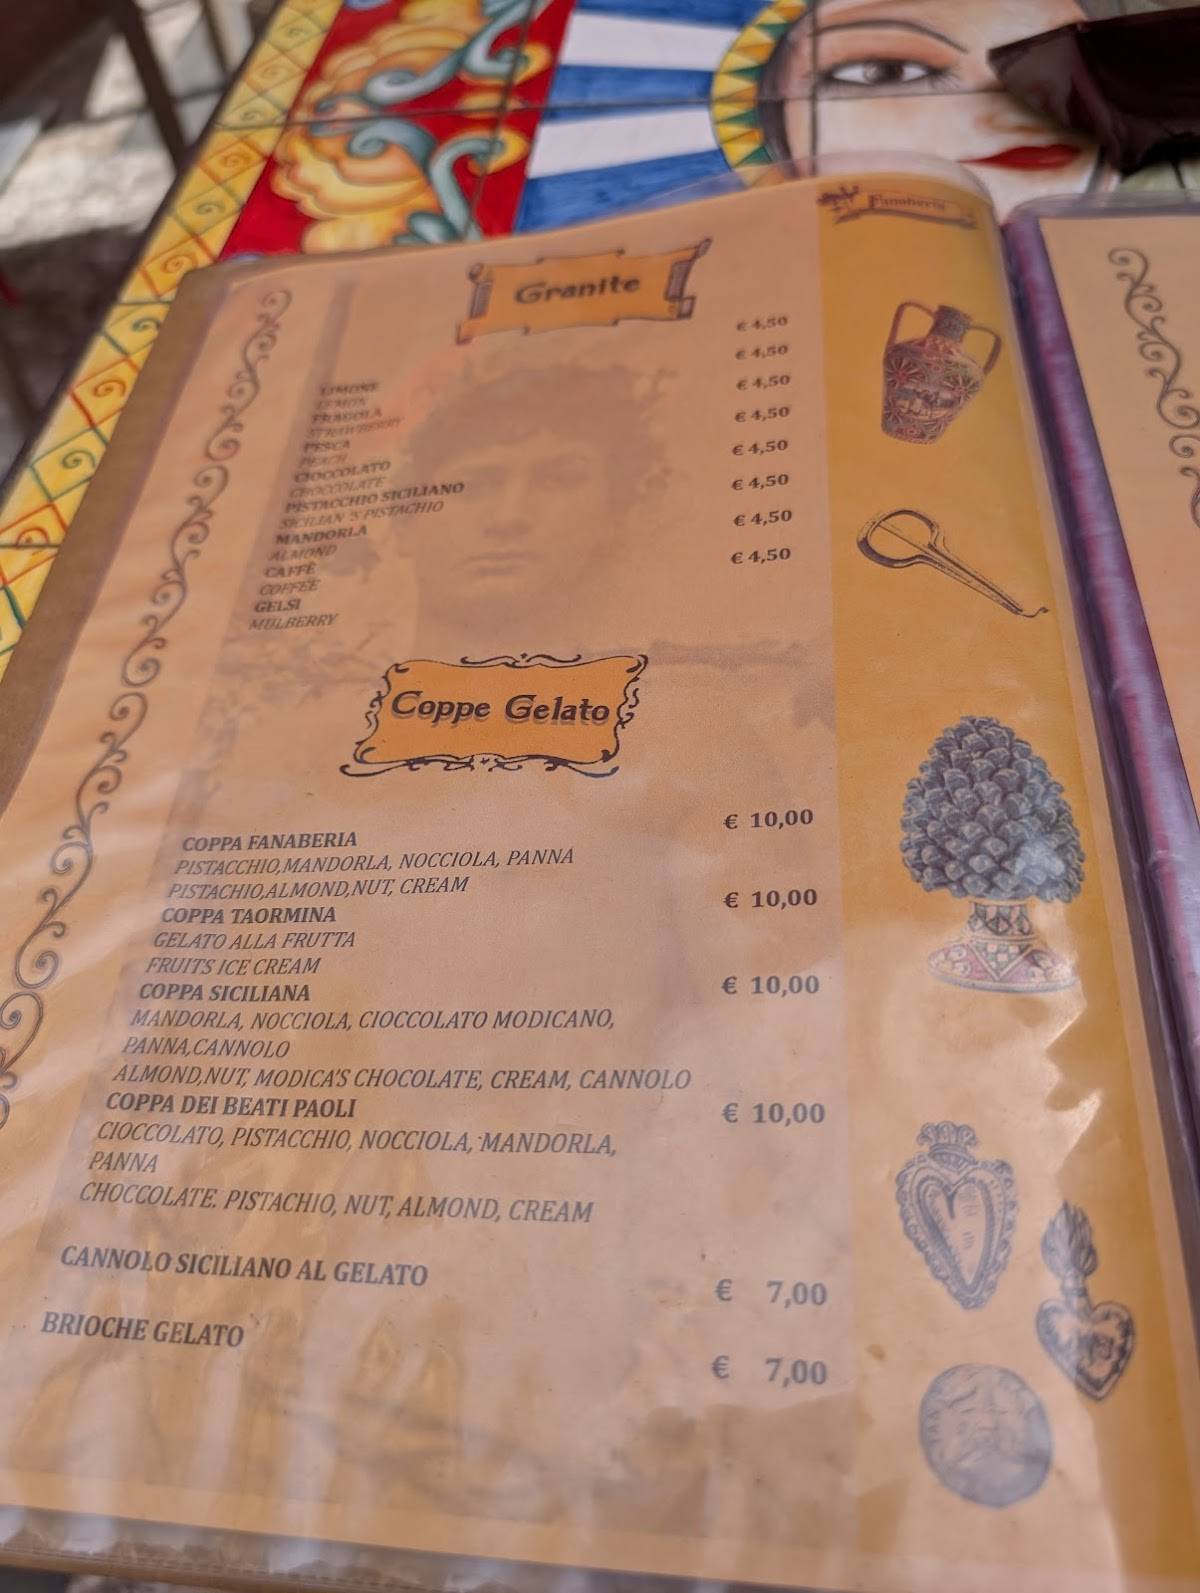 Fanaberia
Granite
€ 4,50
€ 4,50
€ 4,50
€ 4,50
€ 4,50
€ 4,50
€ 4,50
€ 4,50
LIMONE
LEMON
FRAGOLA
STRAWBERRY
PESCA
PEACH
CIOCCOLATO
CHOCCOLATE
PISTACCHIO SICILIANO
SICILIAN 'S PISTACHIO
MANDORLA
ALMOND
CAFFÈ
COFFEE
GELSI
MULBERRY
Coppe Gelato
COPPA FANABERIA € 10,00
PISTACCHIO,MANDORLA, NOCCIOLA, PANNA
PISTACHIO,ALMOND,NUT, CREAM
COPPA TAORMINA € 10,00
GELATO ALLA FRUTTA
FRUITS ICE CREAM
COPPA SICILIANA € 10,00
MANDORLA, NOCCIOLA, CIOCCOLATO MODICANO,
PANNA,CANNOLO
ALMOND,NUT, MODICA'S CHOCOLATE, CREAM, CANNOLO
COPPA DEI BEATI PAOLI € 10,00
CIOCCOLATO, PISTACCHIO, NOCCIOLA, MANDORLA,
PANNA
CHOCCOLATE. PISTACHIO, NUT, ALMOND, CREAM
CANNOLO SICILIANO AL GELATO € 7,00
BRIOCHE GELATO € 7,00